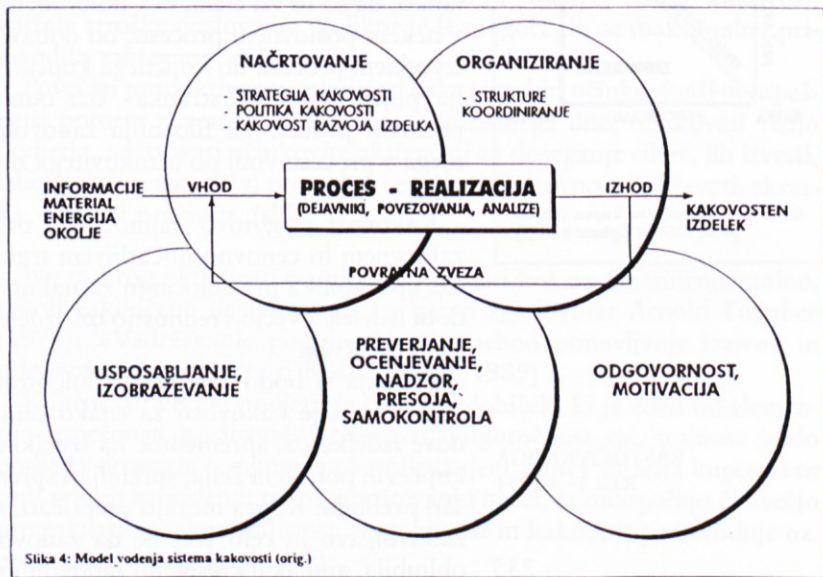 NAČRTOVANJE
- STRATEGIJA KAKOVOSTI
- POLITIKA KAKOVOSTI
- KAKOVOST RAZVOJA IZDELKA
ORGANIZIRANJE
- STRUKTURE
KOORDINIRANJE
INFORMACIJE
MATERIAL
ENERGIJA
OKOLJE
VHOD
PROCES - REALIZACIJA
(DEJAVNIKI, POVEZOVANJA, ANALIZE)
IZHOD
KAKOVOSTEN
IZDELEK
POVRATNA ZVEZA
USPOSABLJANJE,
IZOBRAŽEVANJE
PREVERJANJE,
OCENJEVANJE,
NADZOR,
PRESOJA,
SAMOKONTROLA
ODGOVORNOST,
MOTIVACIJA
Slika 4: Model vodenja sistema kakovosti (orig.)